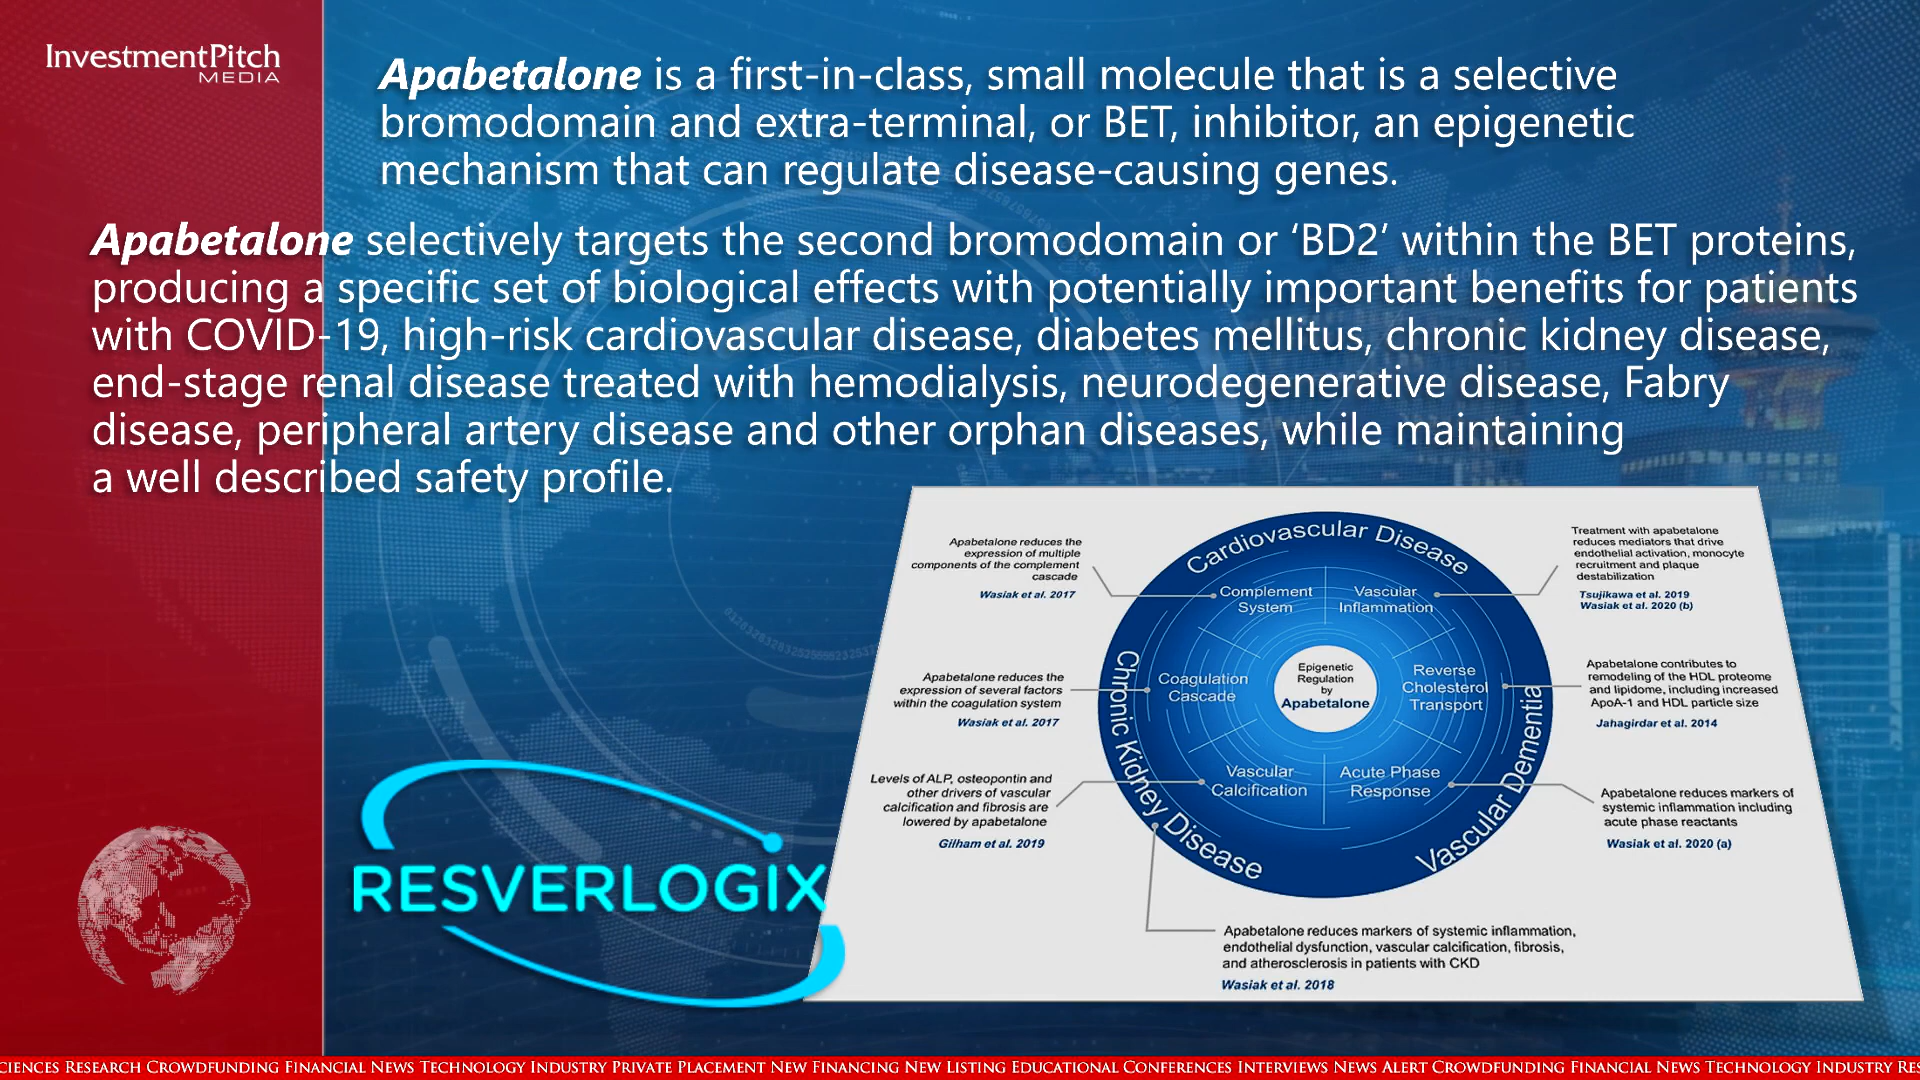 InvestmentPitch
MEDIA
Apabetalone is a first-in-class, small molecule that is a selective
bromodomain and extra-terminal, or BET, inhibitor, an epigenetic
mechanism that can regulate disease-causing genes.
Apabetalone selectively targets the second bromodomain or ‘BD2’ within the BET proteins,
producing a specific set of biological effects with potentially important benefits for patients
with COVID-19, high-risk cardiovascular disease, diabetes mellitus, chronic kidney disease,
end-stage renal disease treated with hemodialysis, neurodegenerative disease, Fabry
disease, peripheral artery disease and other orphan diseases, while maintaining
a well described safety profile.
Apabetalone reduces the
expression of multiple
components of the complement
cascade
Wasiak et al. 2017
Apabetalone reduces the
expression of several factors
within the coagulation system
Wasiak et al. 2017
Levels of ALP, osteopontin and
other drivers of vascular
calcification and fibrosis are
lowered by apabetalone
Gilham et al. 2019
Cardiovascular Disease
Chronic Kidney Disease
Vascular Dementia
Complement
System
Vascular
Inflammation
Coagulation
Cascade
Epigenetic
Regulation
by
Apabetalone
Reverse
Cholesterol
Transport
Vascular
Calcification
Acute Phase
Response
Treatment with apabetalone
reduces mediators that drive
endothelial activation, monocyte
recruitment and plaque
destabilization
Tsujikawa et al. 2019
Wasiak et al. 2020 (b)
Apabetalone contributes to
remodeling of the HDL proteome
and lipidome, including increased
ApoA-1 and HDL particle size
Jahagirdar et al. 2014
Apabetalone reduces markers of
systemic inflammation including
acute phase reactants
Wasiak et al. 2020 (a)
Apabetalone reduces markers of systemic inflammation,
endothelial dysfunction, vascular calcification, fibrosis,
and atherosclerosis in patients with CKD
Wasiak et al. 2018
RESVERLOGIX
CIENCES RESEARCH CROWDFUNDING FINANCIAL NEWS TECHNOLOGY INDUSTRY PRIVATE PLACEMENT NEW FINANCING NEW LISTING EDUCATIONAL CONFERENCES INTERVIEWS NEWS ALERT CROWDFUNDING FINANCIAL NEWS TECHNOLOGY INDUSTRY RES